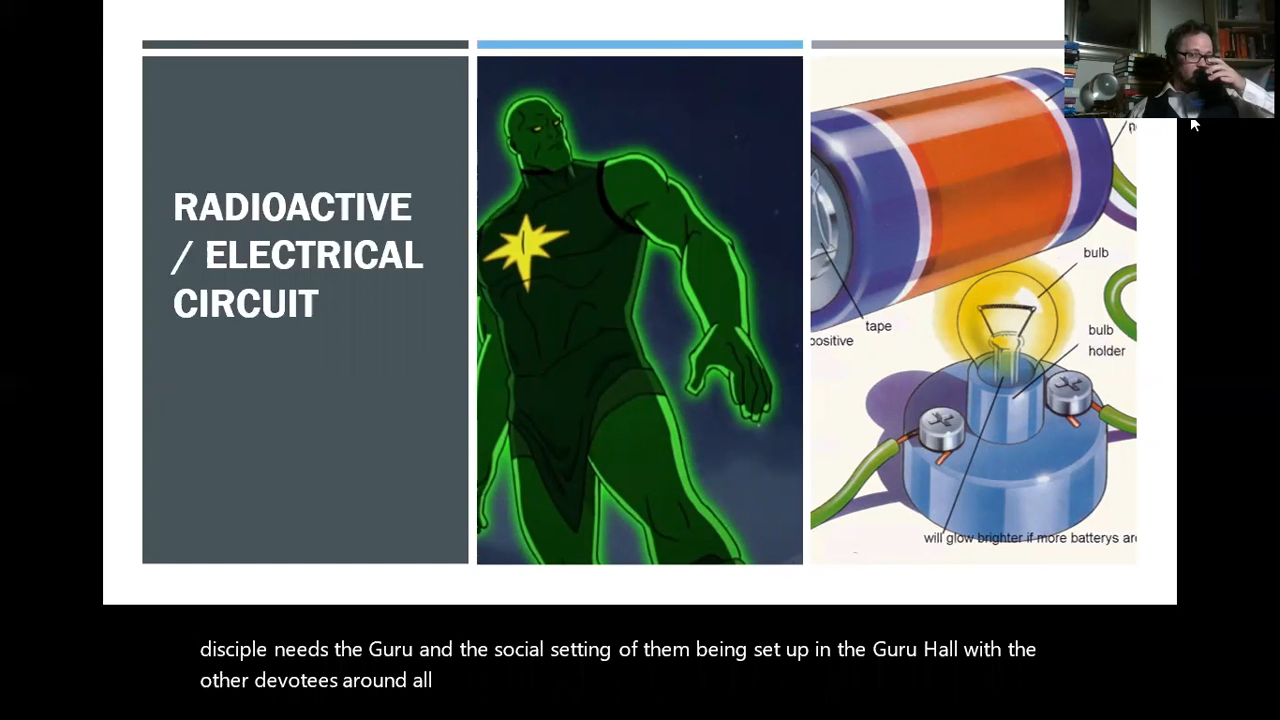 RADIOACTIVE
/ ELECTRICAL
CIRCUIT
bulb
tape
positive
bulb
holder
will glow brighter if more batterys are
disciple needs the Guru and the social setting of them being set up in the Guru Hall with the
other devotees around all